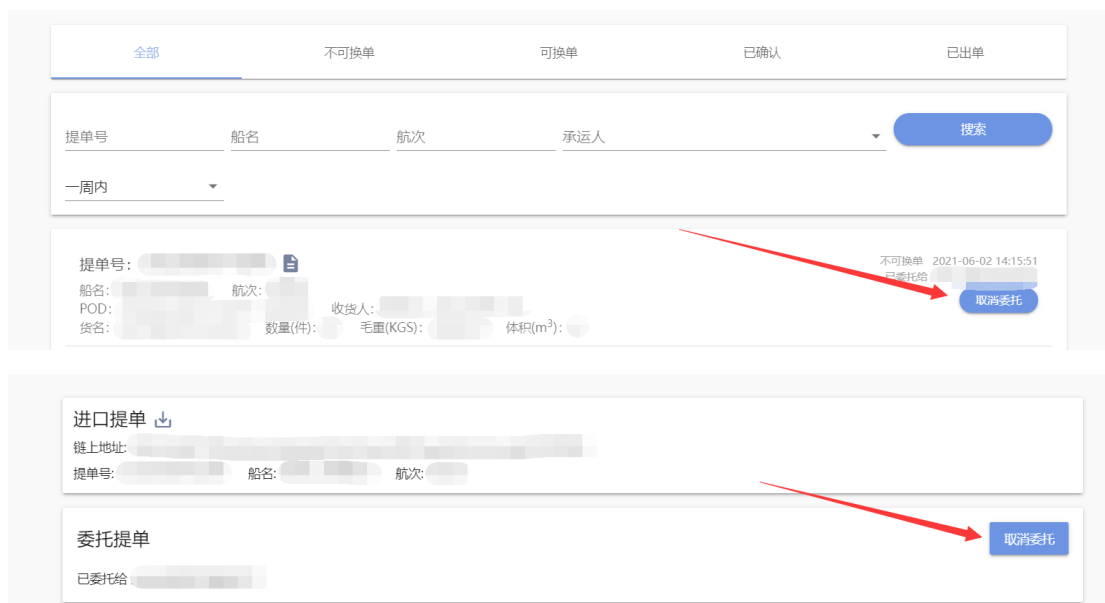 全部 不可换单 可换单 已确认 已出单
提单号 船名 航次 承运人 搜索
一周内
提单号: 不可换单 2021-06-02 14:15:51
已委托给
船名: 航次: 取消委托
POD: 收货人:
货名: 数量(件): 毛重(KGS): 体积(m³):
进口提单
链上地址:
提单号: 船名: 航次:
委托提单 取消委托
已委托给